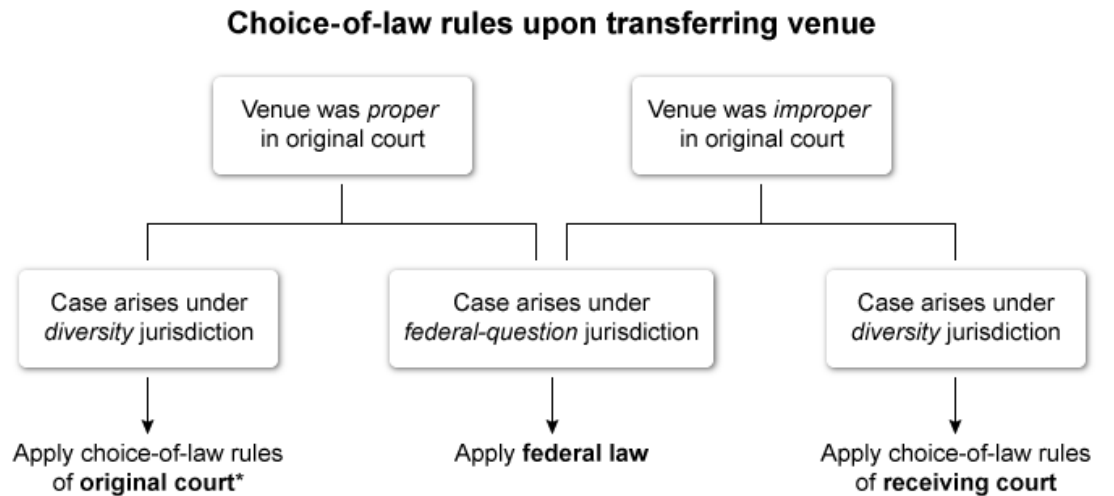 Choice-of-law rules upon transferring venue
Venue was proper
in original court
Venue was improper
in original court
Case arises under
diversity jurisdiction
Case arises under
federal-question jurisdiction
Case arises under
diversity jurisdiction
Apply choice-of-law rules
of original court*
Apply federal law
Apply choice-of-law rules
of receiving court